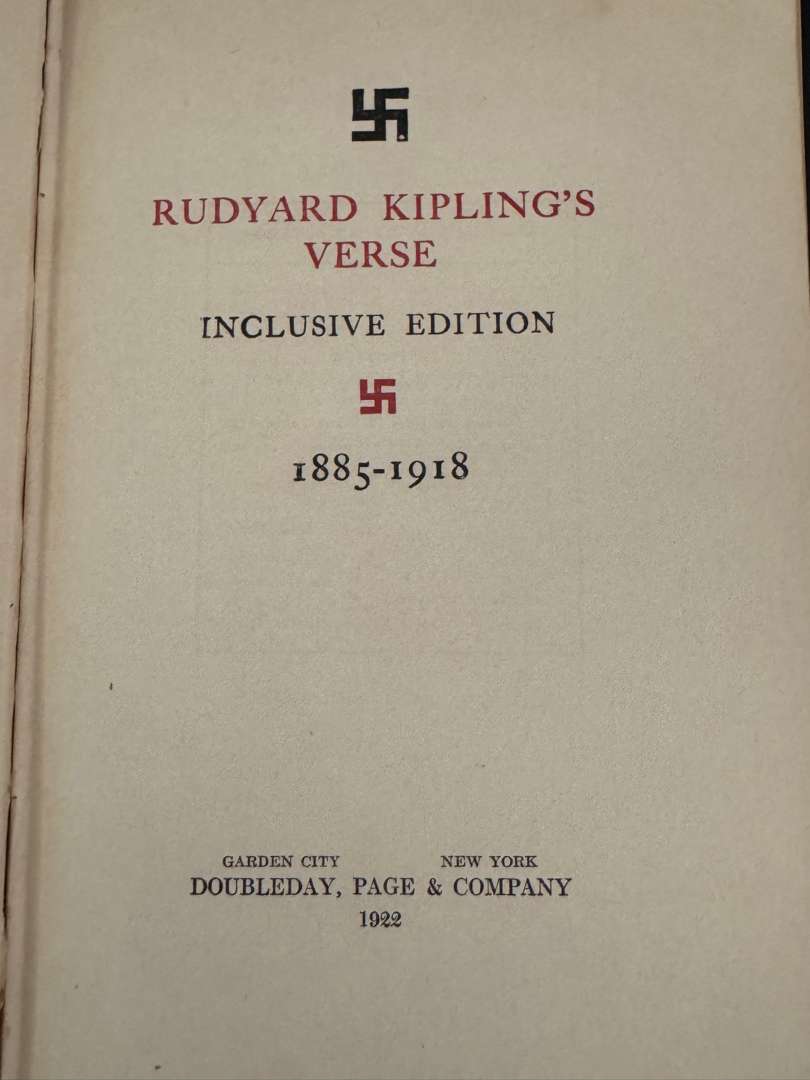 RUDYARD KIPLING'S
VERSE
INCLUSIVE EDITION
1885-1918
GARDEN CITY NEW YORK
DOUBLEDAY, PAGE & COMPANY
1922